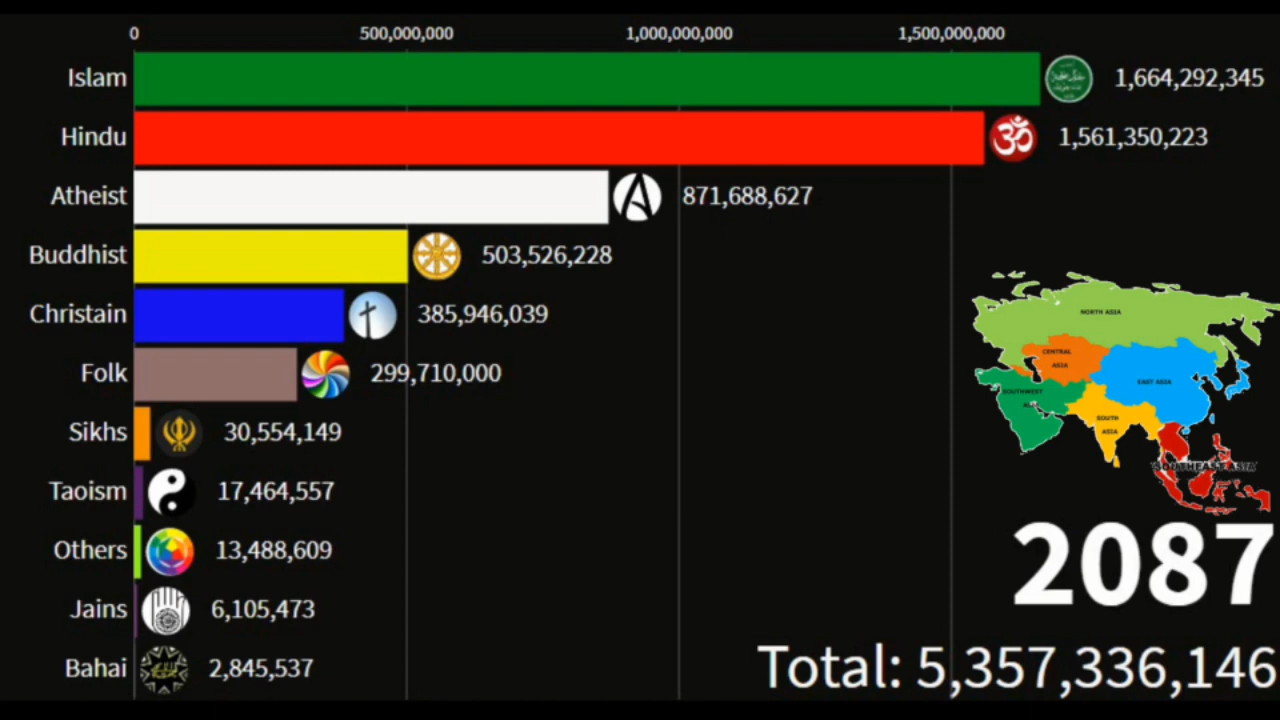 0 500,000,000 1,000,000,000 1,500,000,000
Islam 1,664,292,345
Hindu 1,561,350,223
Atheist 871,688,627
Buddhist 503,526,228
Christain 385,946,039
Folk 299,710,000
Sikhs 30,554,149
Taoism 17,464,557
Others 13,488,609
Jains 6,105,473
Bahai 2,845,537
NORTH ASIA
CENTRAL
ASIA
EAST ASIA
SOUTHWEST
SOUTH
ASIA
SOUTHEAST ASIA
2087
Total: 5,357,336,146